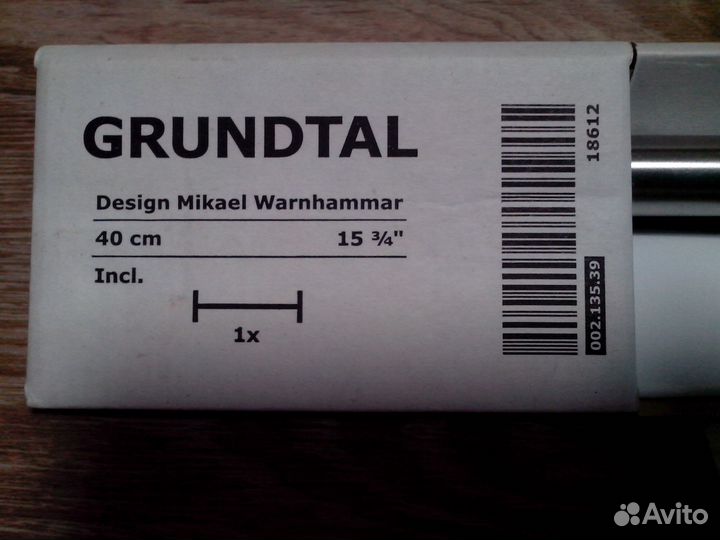 GRUNDTAL
Design Mikael Warnhammar
40 cm 15 ¾"
Incl.
1x
18612
002.135.39
Avito